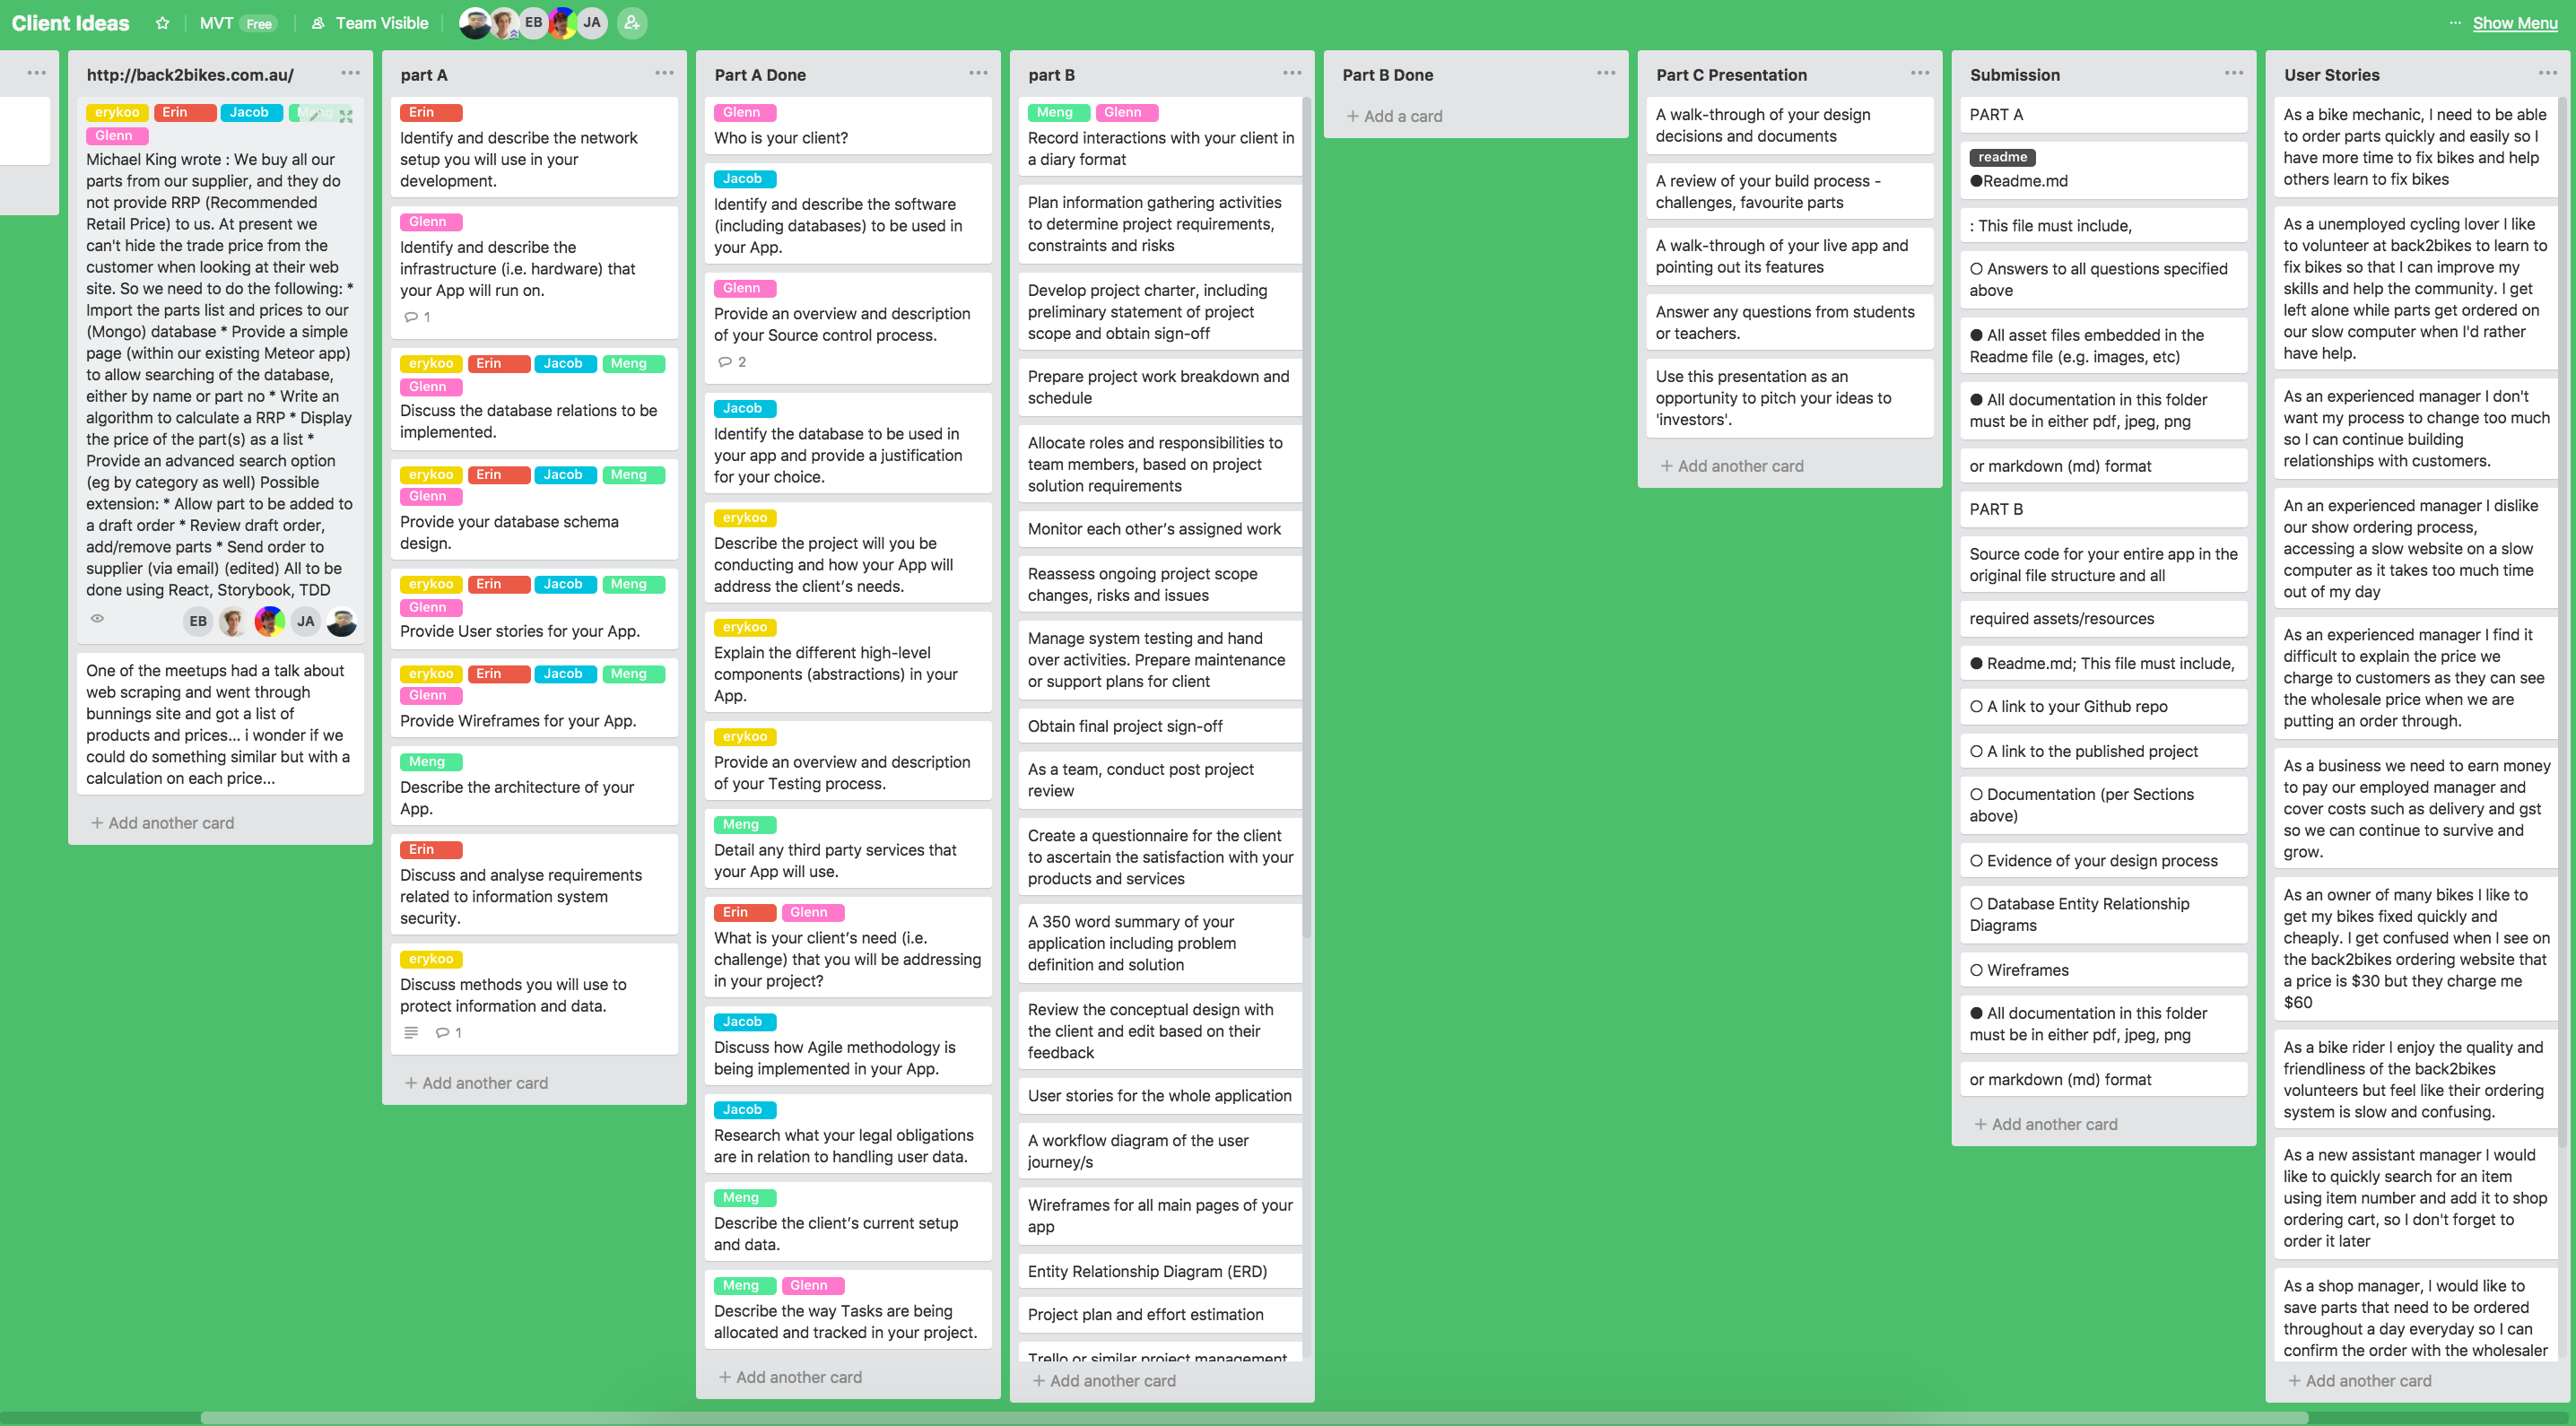 Client Ideas
MVT Free
Team Visible
EB
JA
Show Menu
http://back2bikes.com.au/
erykoo Erin Jacob Meng
Glenn
Michael King wrote : We buy all our
parts from our supplier, and they do
not provide RRP (Recommended
Retail Price) to us. At present we
can't hide the trade price from the
customer when looking at their web
site. So we need to do the following: *
Import the parts list and prices to our
(Mongo) database * Provide a simple
page (within our existing Meteor app)
to allow searching of the database,
either by name or part no * Write an
algorithm to calculate a RRP * Display
the price of the part(s) as a list *
Provide an advanced search option
(eg by category as well) Possible
extension: * Allow part to be added to
a draft order * Review draft order,
add/remove parts * Send order to
supplier (via email) (edited) All to be
done using React, Storybook, TDD
EB
JA
One of the meetups had a talk about
web scraping and went through
bunnings site and got a list of
products and prices... i wonder if we
could do something similar but with a
calculation on each price...
+ Add another card
part A
Erin
Identify and describe the network
setup you will use in your
development.
Glenn
Identify and describe the
infrastructure (i.e. hardware) that
your App will run on.
1
erykoo Erin Jacob Meng
Glenn
Discuss the database relations to be
implemented.
erykoo Erin Jacob Meng
Glenn
Provide your database schema
design.
erykoo Erin Jacob Meng
Glenn
Provide User stories for your App.
erykoo Erin Jacob Meng
Glenn
Provide Wireframes for your App.
Meng
Describe the architecture of your
App.
Erin
Discuss and analyse requirements
related to information system
security.
erykoo
Discuss methods you will use to
protect information and data.
1
+ Add another card
Part A Done
Glenn
Who is your client?
Jacob
Identify and describe the software
(including databases) to be used in
your App.
Glenn
Provide an overview and description
of your Source control process.
2
Jacob
Identify the database to be used in
your app and provide a justification
for your choice.
erykoo
Describe the project will you be
conducting and how your App will
address the client's needs.
erykoo
Explain the different high-level
components (abstractions) in your
App.
erykoo
Provide an overview and description
of your Testing process.
Meng
Detail any third party services that
your App will use.
Erin Glenn
What is your client's need (i.e.
challenge) that you will be addressing
in your project?
Jacob
Discuss how Agile methodology is
being implemented in your App.
Jacob
Research what your legal obligations
are in relation to handling user data.
Meng
Describe the client's current setup
and data.
Meng Glenn
Describe the way Tasks are being
allocated and tracked in your project.
+ Add another card
part B
Meng Glenn
Record interactions with your client in
a diary format
Plan information gathering activities
to determine project requirements,
constraints and risks
Develop project charter, including
preliminary statement of project
scope and obtain sign-off
Prepare project work breakdown and
schedule
Allocate roles and responsibilities to
team members, based on project
solution requirements
Monitor each other's assigned work
Reassess ongoing project scope
changes, risks and issues
Manage system testing and hand
over activities. Prepare maintenance
or support plans for client
Obtain final project sign-off
As a team, conduct post project
review
Create a questionnaire for the client
to ascertain the satisfaction with your
products and services
A 350 word summary of your
application including problem
definition and solution
Review the conceptual design with
the client and edit based on their
feedback
User stories for the whole application
A workflow diagram of the user
journey/s
Wireframes for all main pages of your
app
Entity Relationship Diagram (ERD)
Project plan and effort estimation
Trello or similar project management
+ Add another card
Part B Done
+ Add a card
Part C Presentation
A walk-through of your design
decisions and documents
A review of your build process -
challenges, favourite parts
A walk-through of your live app and
pointing out its features
Answer any questions from students
or teachers.
Use this presentation as an
opportunity to pitch your ideas to
'investors'.
+ Add another card
Submission
PART A
readme
●Readme.md
: This file must include,
○ Answers to all questions specified
above
● All asset files embedded in the
Readme file (e.g. images, etc)
● All documentation in this folder
must be in either pdf, jpeg, png
or markdown (md) format
PART B
Source code for your entire app in the
original file structure and all
required assets/resources
● Readme.md; This file must include,
○ A link to your Github repo
○ A link to the published project
○ Documentation (per Sections
above)
○ Evidence of your design process
○ Database Entity Relationship
Diagrams
○ Wireframes
● All documentation in this folder
must be in either pdf, jpeg, png
or markdown (md) format
+ Add another card
User Stories
As a bike mechanic, I need to be able
to order parts quickly and easily so I
have more time to fix bikes and help
others learn to fix bikes
As a unemployed cycling lover I like
to volunteer at back2bikes to learn to
fix bikes so that I can improve my
skills and help the community. I get
left alone while parts get ordered on
our slow computer when I'd rather
have help.
As an experienced manager I don't
want my process to change too much
so I can continue building
relationships with customers.
An an experienced manager I dislike
our show ordering process,
accessing a slow website on a slow
computer as it takes too much time
out of my day
As an experienced manager I find it
difficult to explain the price we
charge to customers as they can see
the wholesale price when we are
putting an order through.
As a business we need to earn money
to pay our employed manager and
cover costs such as delivery and gst
so we can continue to survive and
grow.
As an owner of many bikes I like to
get my bikes fixed quickly and
cheaply. I get confused when I see on
the back2bikes ordering website that
a price is $30 but they charge me
$60
As a bike rider I enjoy the quality and
friendliness of the back2bikes
volunteers but feel like their ordering
system is slow and confusing.
As a new assistant manager I would
like to quickly search for an item
using item number and add it to shop
ordering cart, so I don't forget to
order it later
As a shop manager, I would like to
save parts that need to be ordered
throughout a day everyday so I can
confirm the order with the wholesaler
+ Add another card